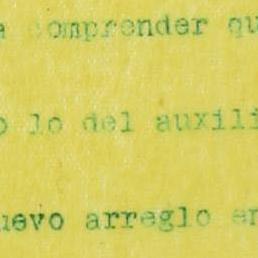 a comprender qu
o lo del auxili
uevo arreglo en